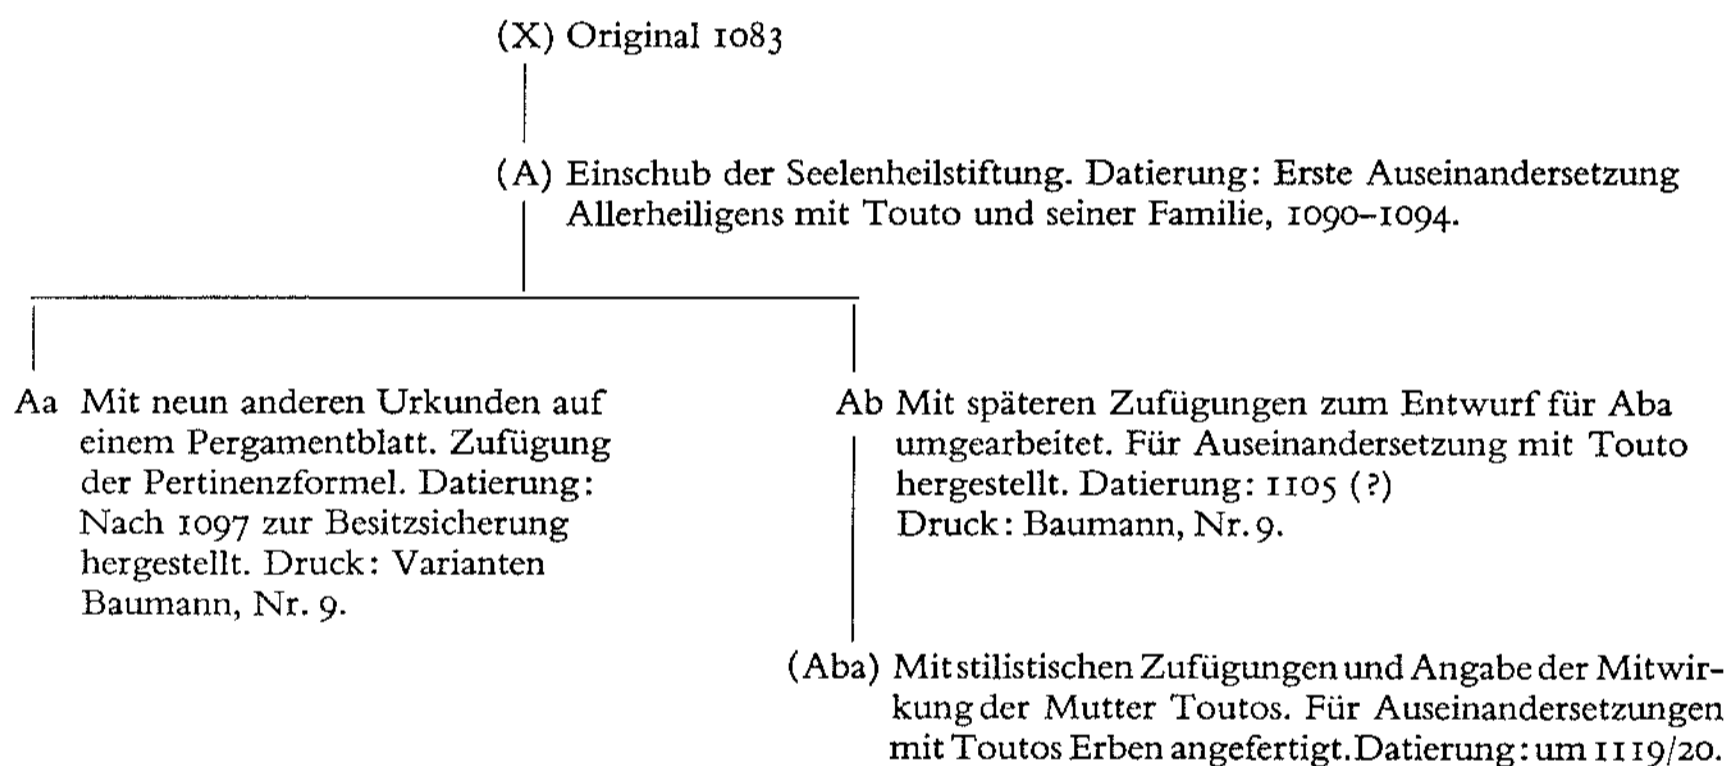 (X) Original 1083
(A) Einschub der Seelenheilstiftung. Datierung: Erste Auseinandersetzung
Allerheiligens mit Touto und seiner Familie, 1090–1094.
Aa Mit neun anderen Urkunden auf
einem Pergamentblatt. Zufügung
der Pertinenzformel. Datierung:
Nach 1097 zur Besitzsicherung
hergestellt. Druck: Varianten
Baumann, Nr. 9.
Ab Mit späteren Zufügungen zum Entwurf für Aba
umgearbeitet. Für Auseinandersetzung mit Touto
hergestellt. Datierung: 1105 (?)
Druck: Baumann, Nr. 9.
(Aba) Mit stilistischen Zufügungen und Angabe der Mitwir-
kung der Mutter Toutos. Für Auseinandersetzungen
mit Toutos Erben angefertigt. Datierung: um 1119/20.